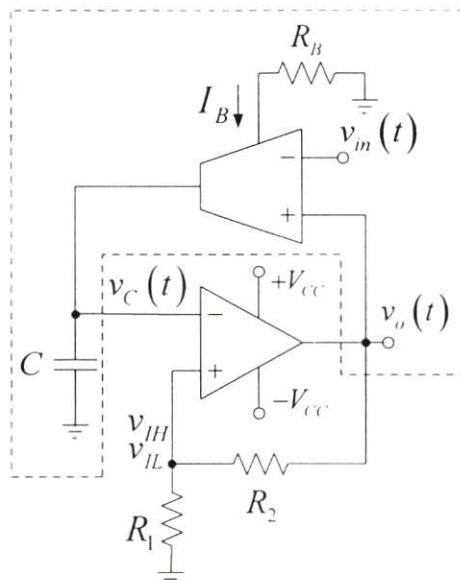 R_B
I_B
−
v_in(t)
+
v_C(t)
+V_CC
−
v_o(t)
C
+
−V_CC
v_IH
v_IL
R_2
R_1